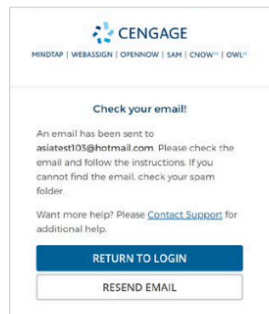 CENGAGE
MINDTAP | WEBASSIGN | OPENNOW | SAM | CNOWv2 | OWLv2
Check your email!
An email has been sent to
asiatest103@hotmail.com. Please check the
email and follow the instructions. If you
cannot find the email, check your spam
folder.
Want more help? Please Contact Support for
additional help.
RETURN TO LOGIN
RESEND EMAIL